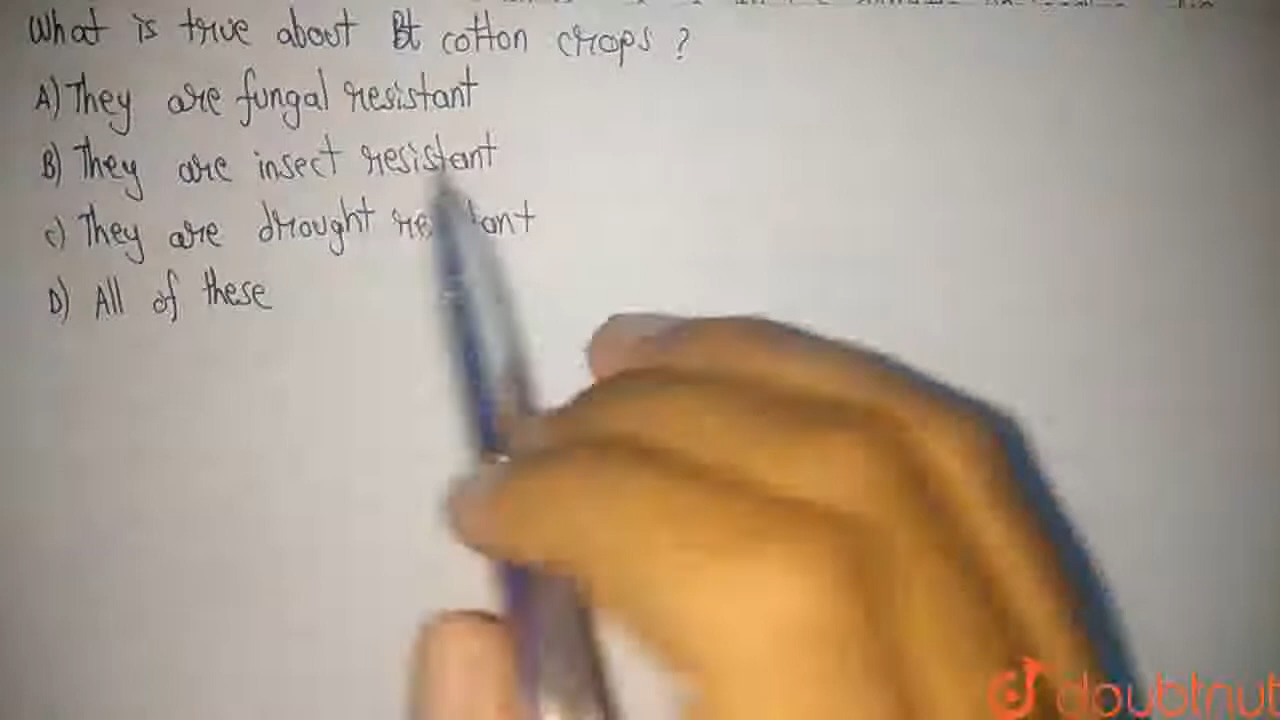 What is true about Bt cotton crops ?
A) They are fungal resistant
B) They are insect resistant
c) They are drought
D) All of these
doubtnut